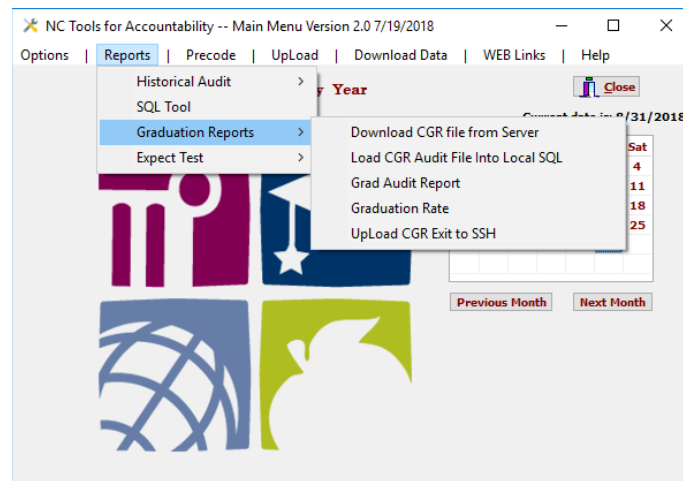 NC Tools for Accountability -- Main Menu Version 2.0 7/19/2018
Options | Reports | Precode | UpLoad | Download Data | WEB Links | Help
Historical Audit
SQL Tool
Graduation Reports
Expect Test
Year
Close
8/31/2018
Download CGR file from Server
Load CGR Audit File Into Local SQL
Grad Audit Report
Graduation Rate
UpLoad CGR Exit to SSH
Sat
4
11
18
25
Previous Month
Next Month